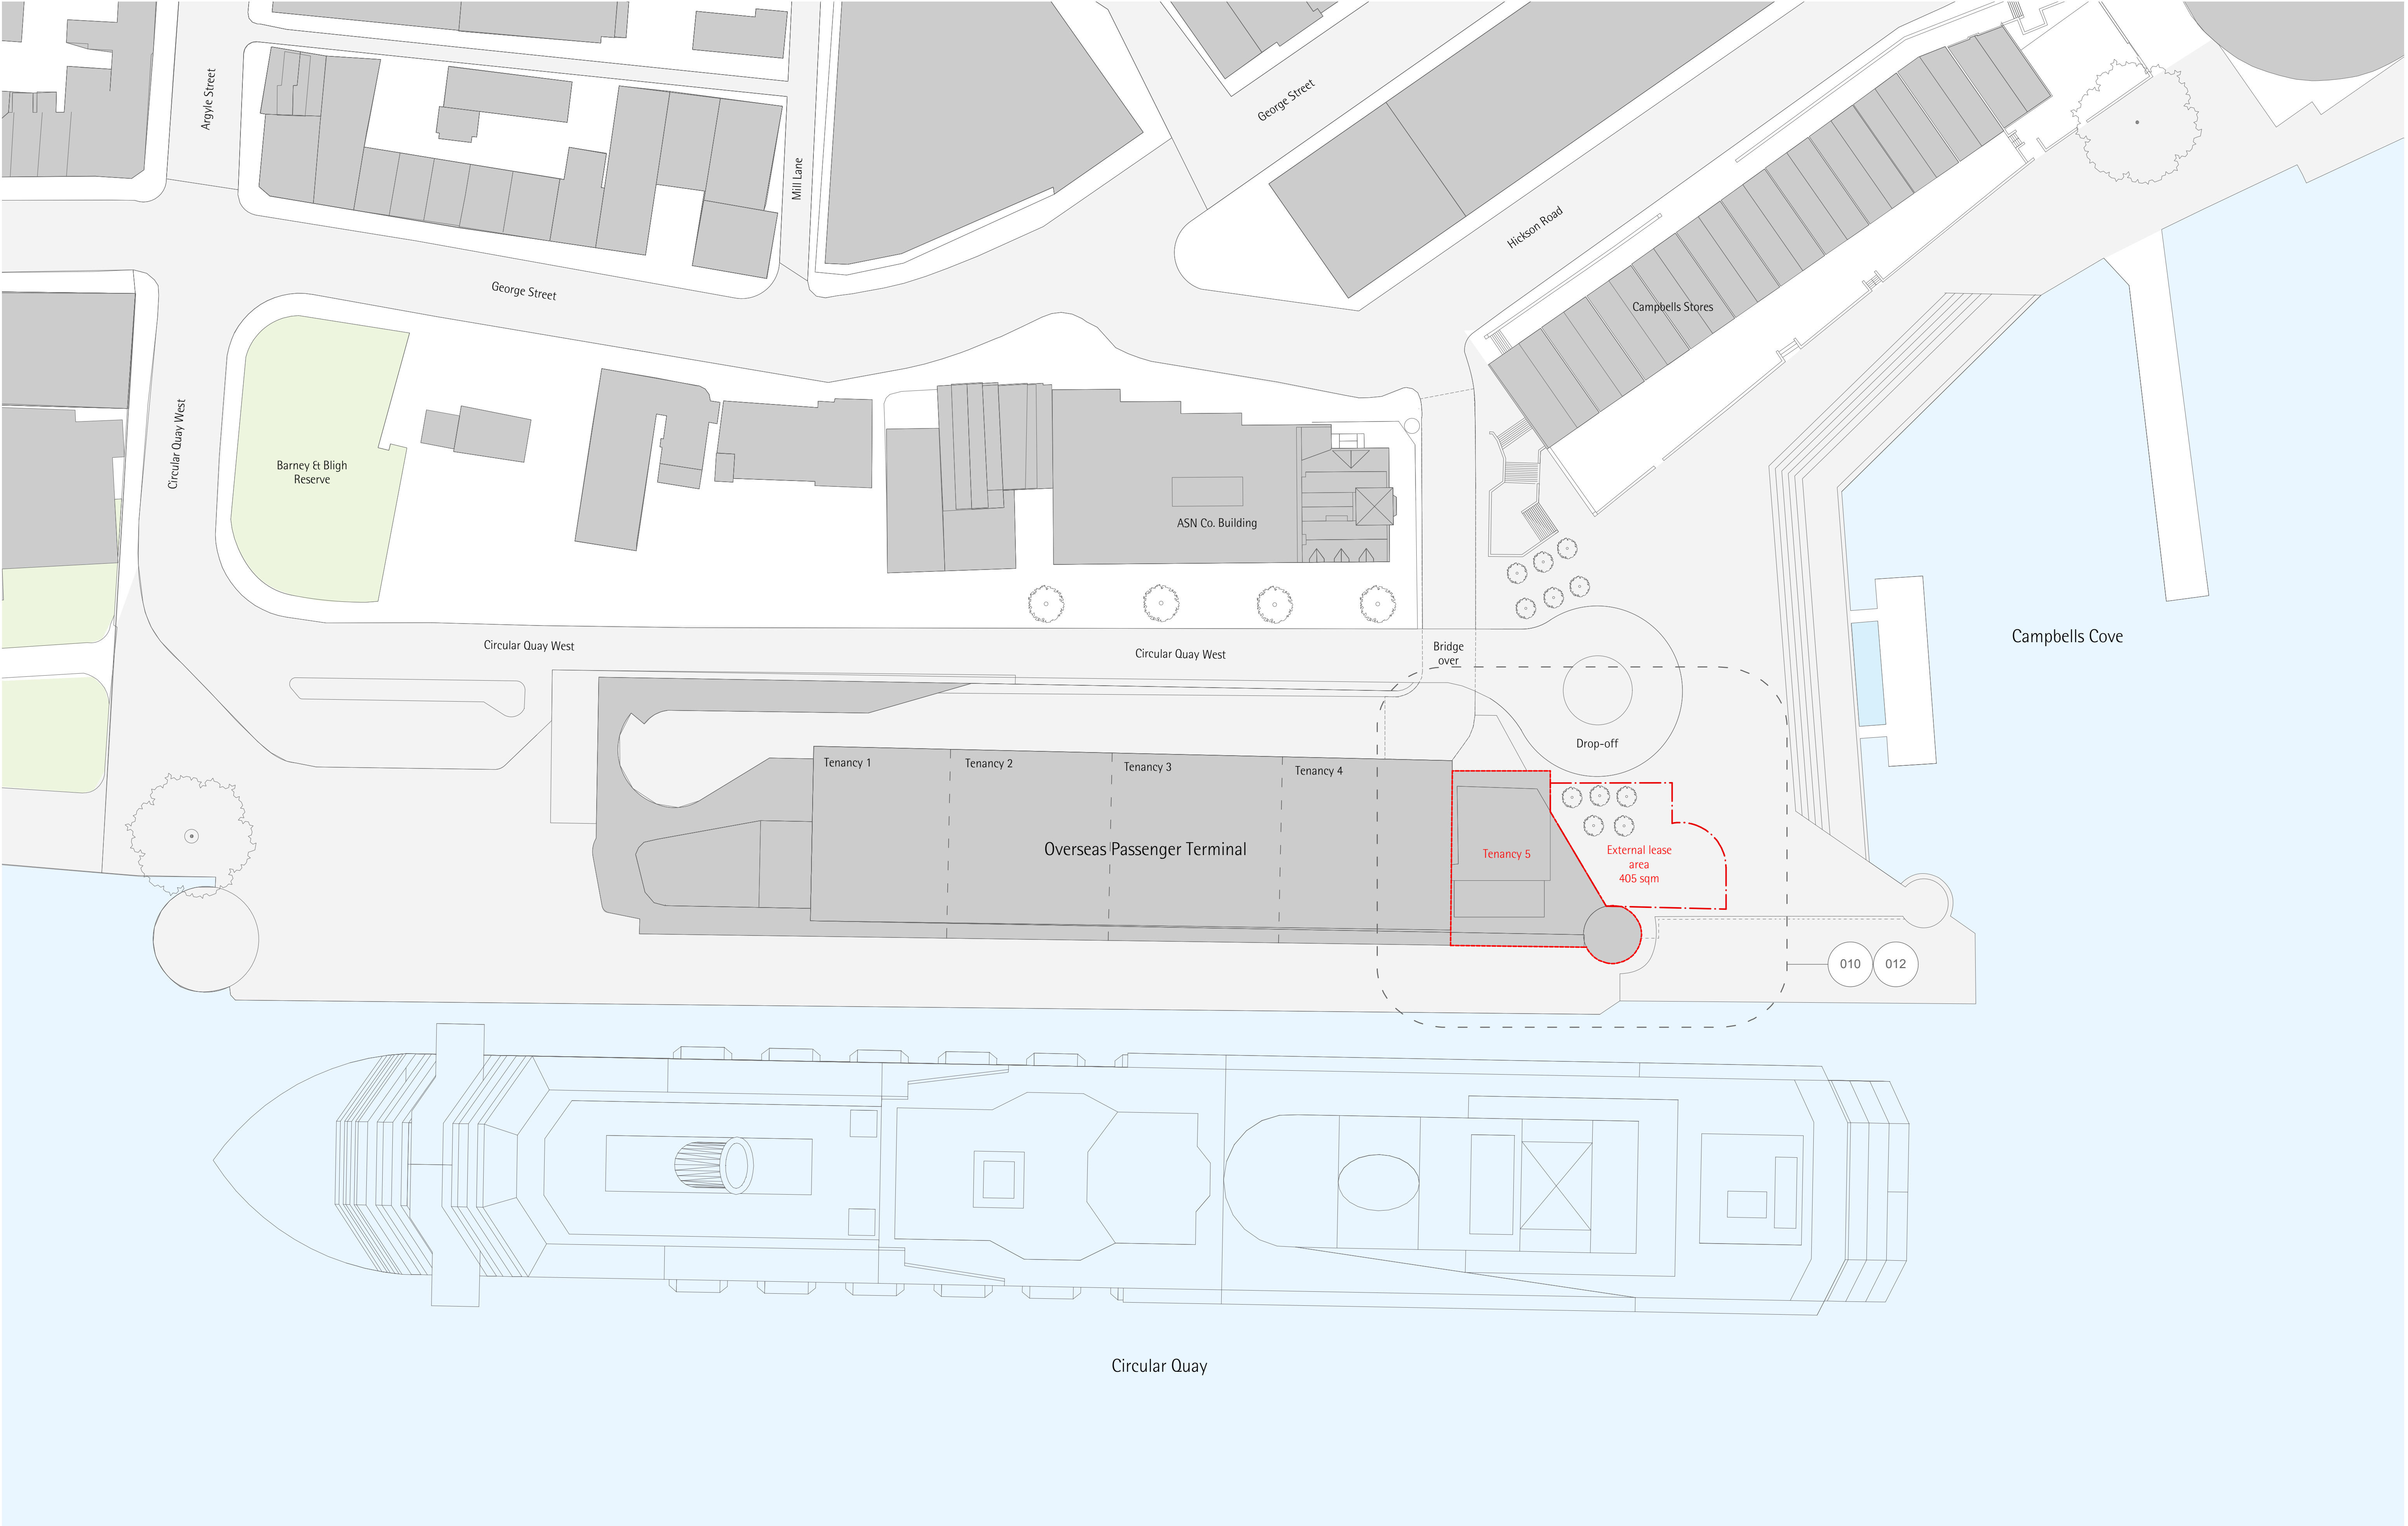 Argyle Street
Mill Lane
George Street
Hickson Road
George Street
Campbells Stores
Circular Quay West
Barney & Bligh
Reserve
ASN Co. Building
Campbells Cove
Circular Quay West
Circular Quay West
Bridge
over
Drop-off
Tenancy 1
Tenancy 2
Tenancy 3
Tenancy 4
Overseas Passenger Terminal
Tenancy 5
External lease
area
405 sqm
010
012
Circular Quay